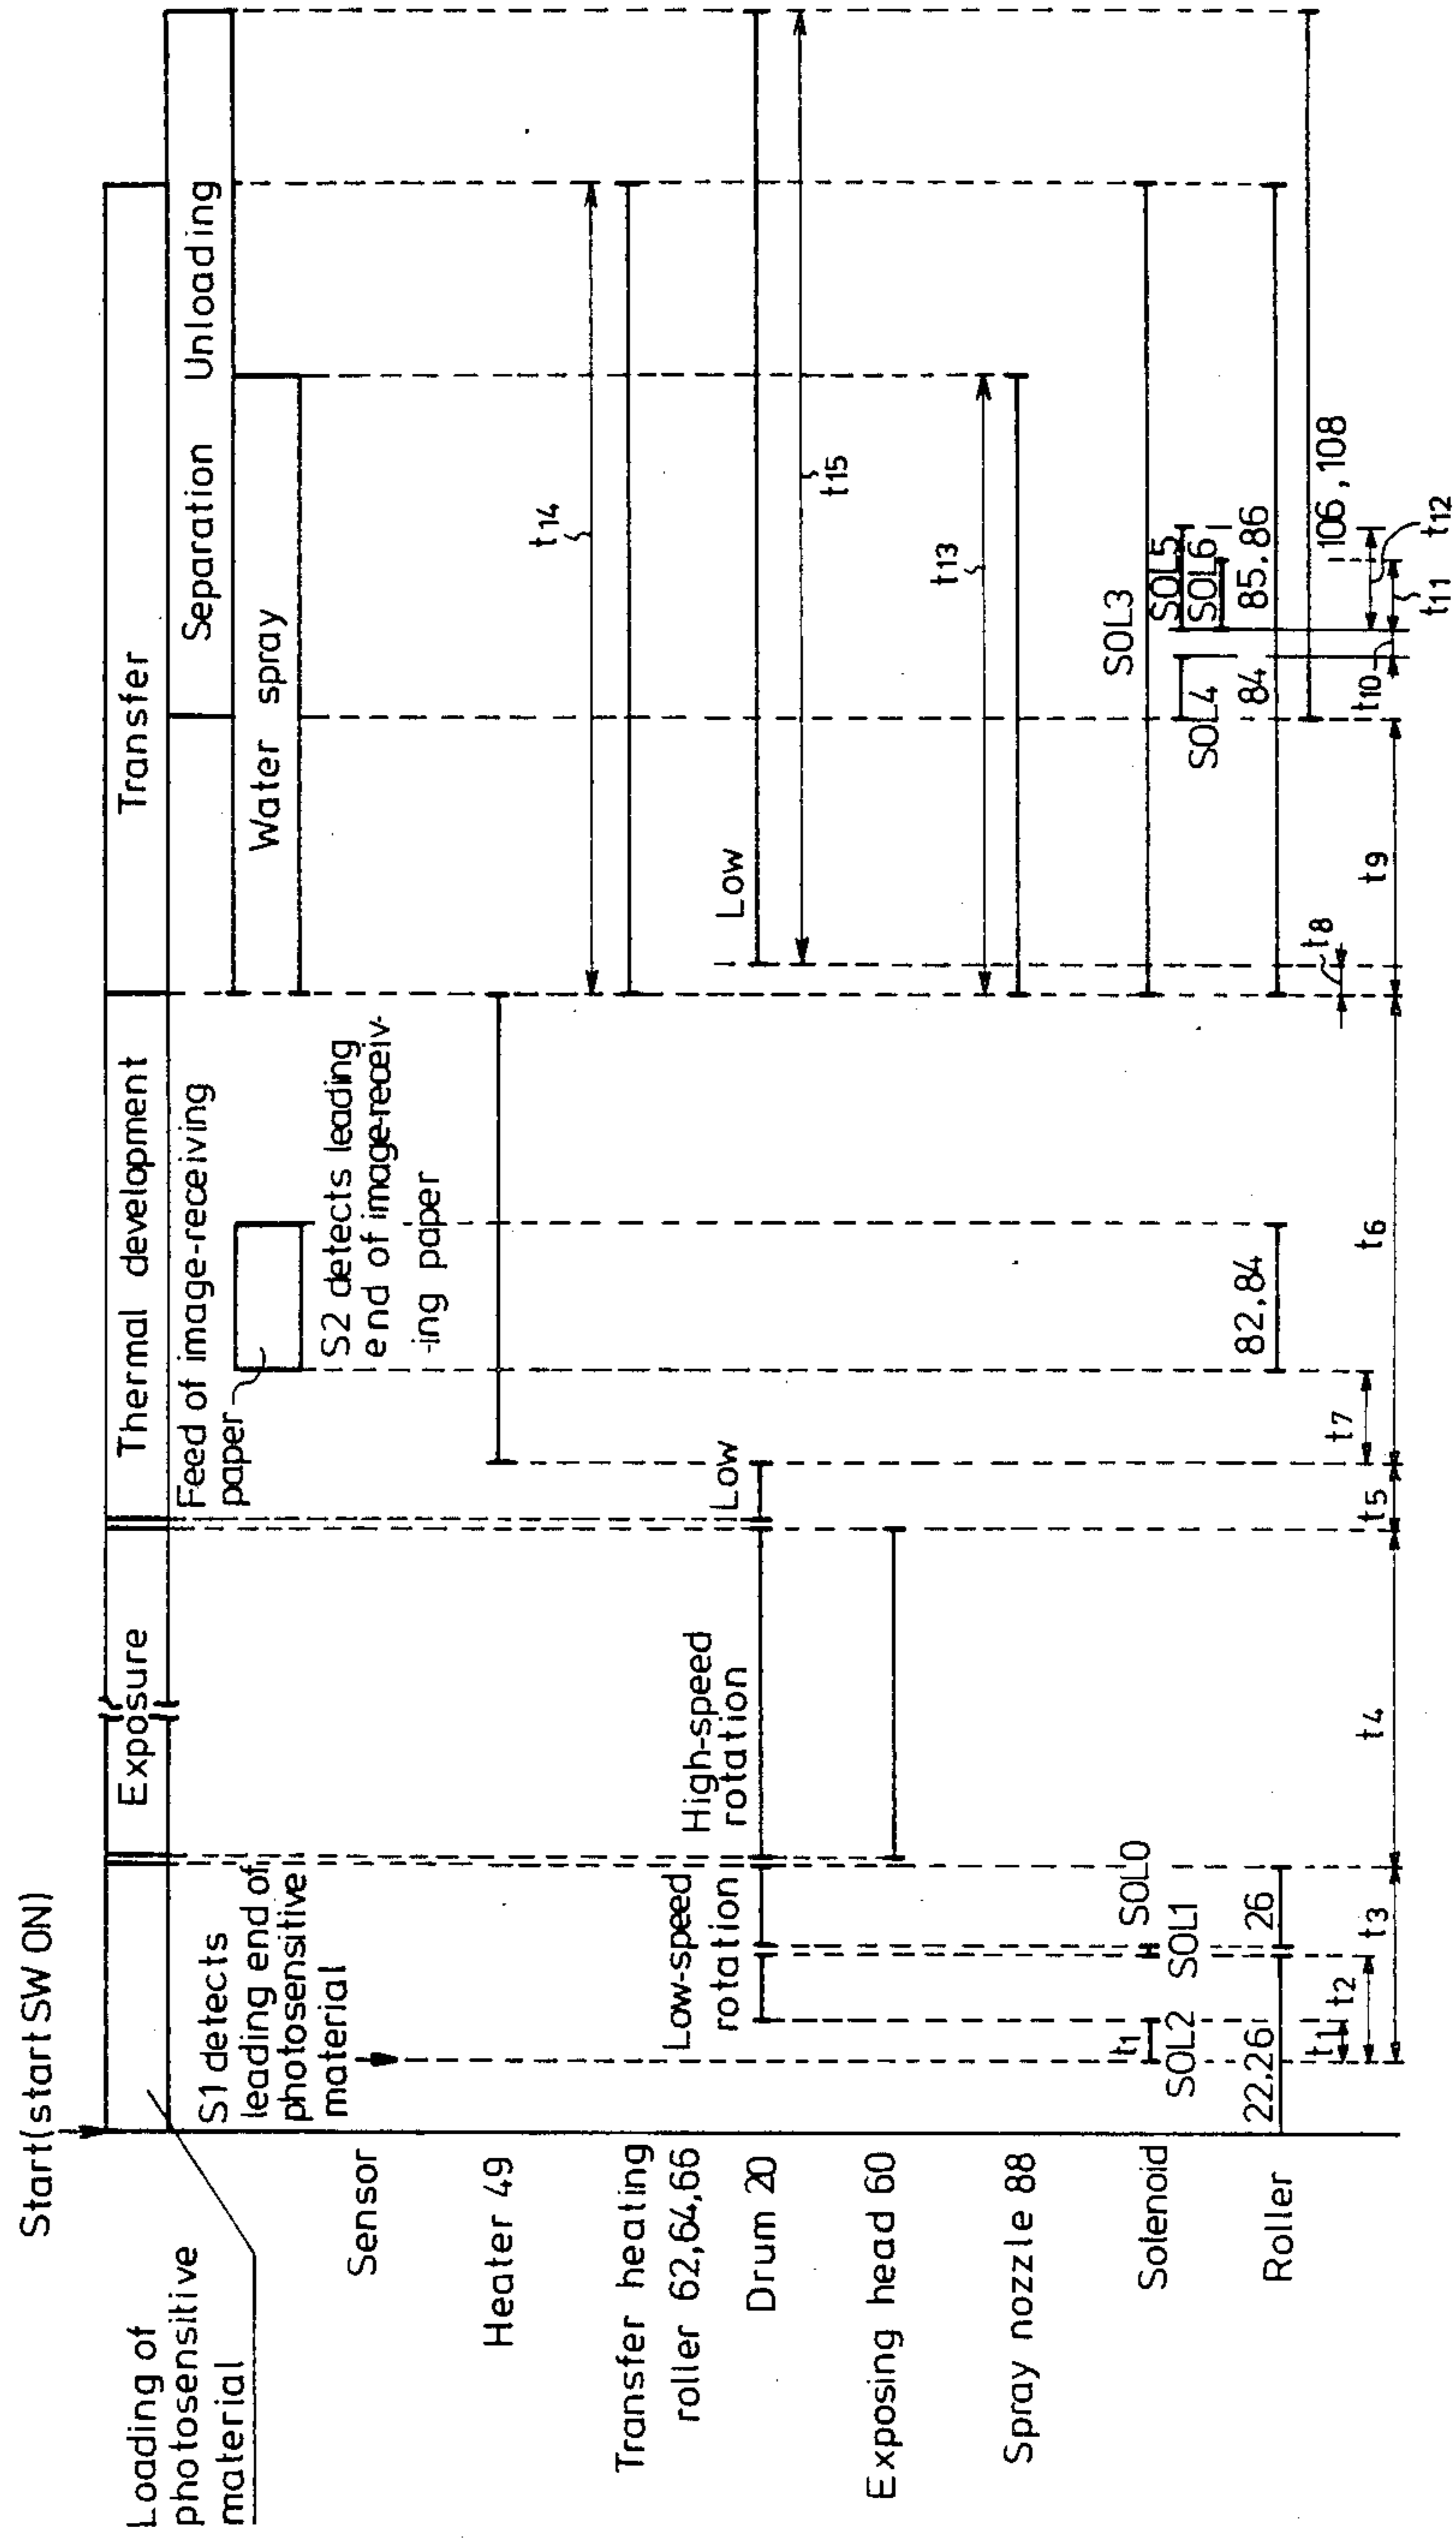 Start(start SW ON)
Loading of
photosensitive
material
Exposure
Thermal development
Transfer
Feed of image-receiving
paper
Separation Unloading
Water spray
S1 detects
leading end of
photosensitive
material
S2 detects leading
end of image-receiv-
-ing paper
Sensor
Heater 49
Transfer heating
roller 62,64,66
t14
Drum 20
Low-speed
rotation
High-speed
rotation
Low
Low
t15
Exposing head 60
Spray nozzle 88
t13
Solenoid
t1
SOL2
SOL1
SOL0
SOL3
SOL4
SOL5
SOL6
Roller
22,26
26
82,84
84
85,86
106,108
t1
t2
t3
t4
t5
t6
t7
t8
t9
t10
t11
t12